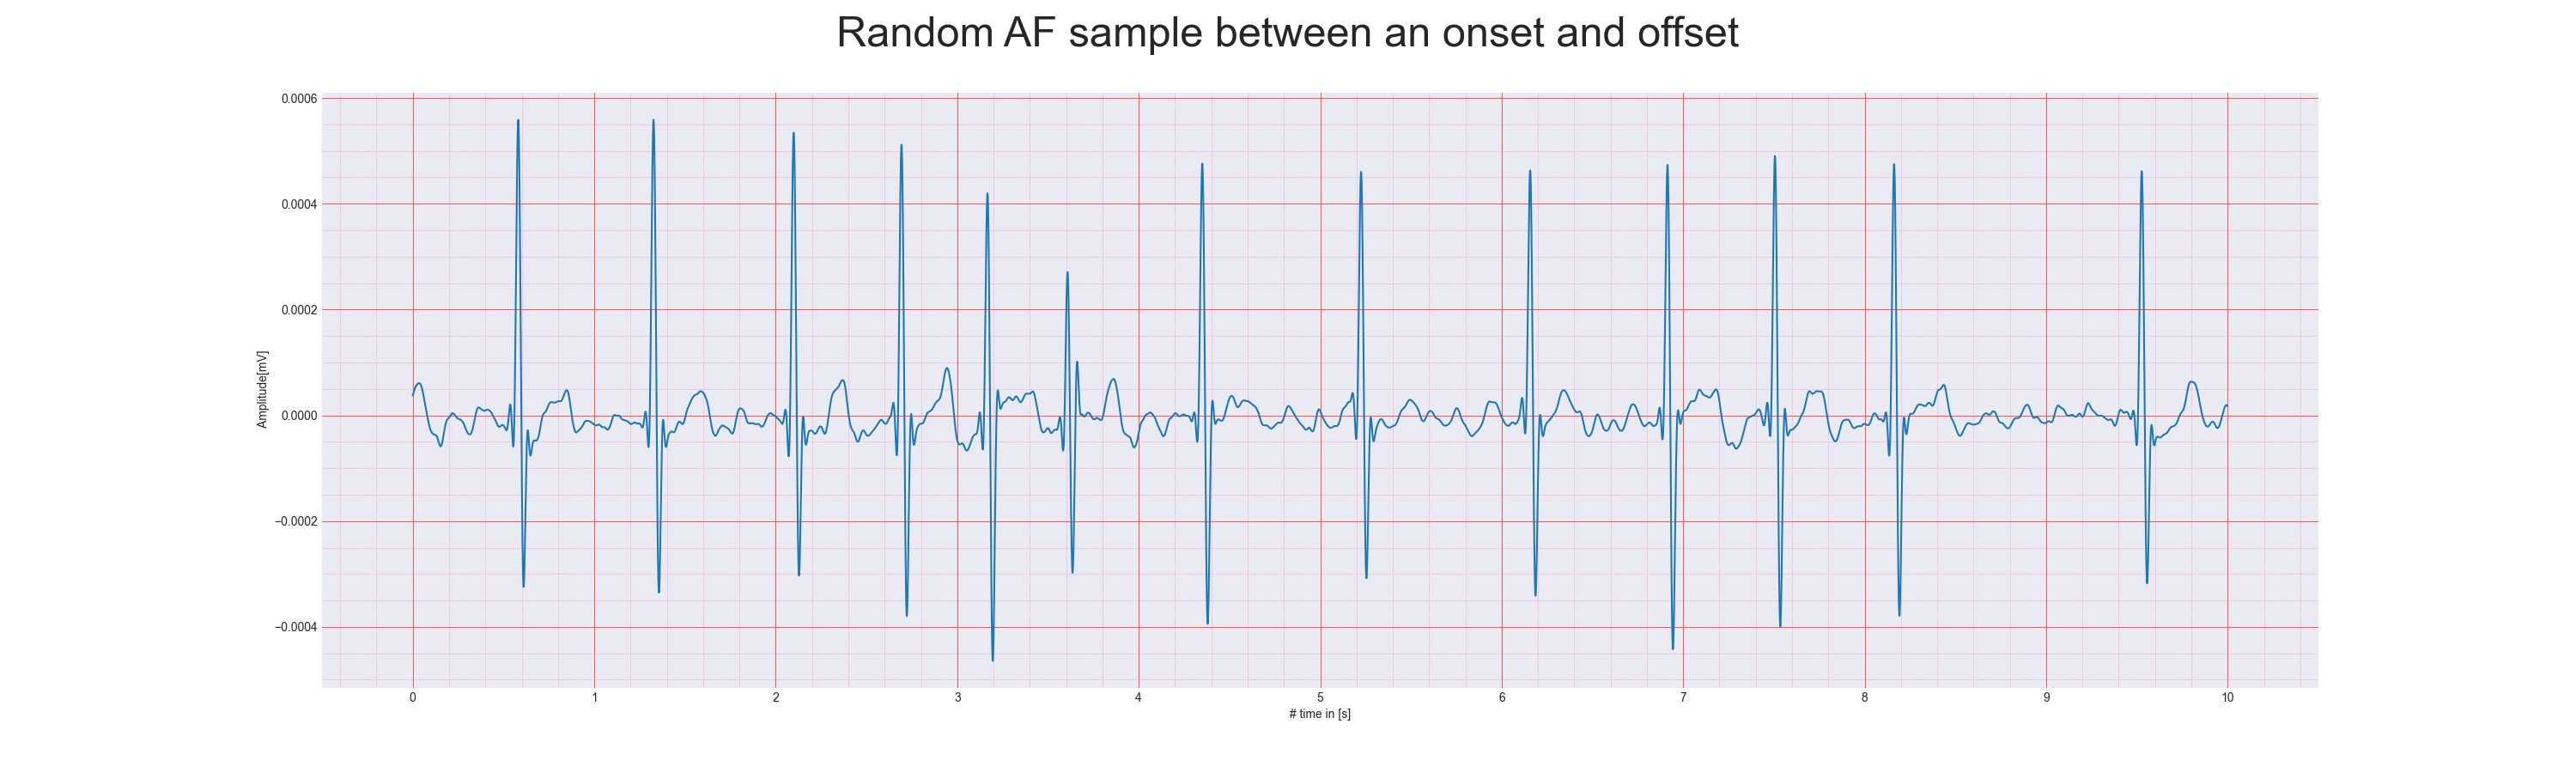 Random AF sample between an onset and offset
0.0006
0.0004
0.0002
0.0000
−0.0002
−0.0004
Amplitude[mV]
0 1 2 3 4 5 6 7 8 9 10
# time in [s]